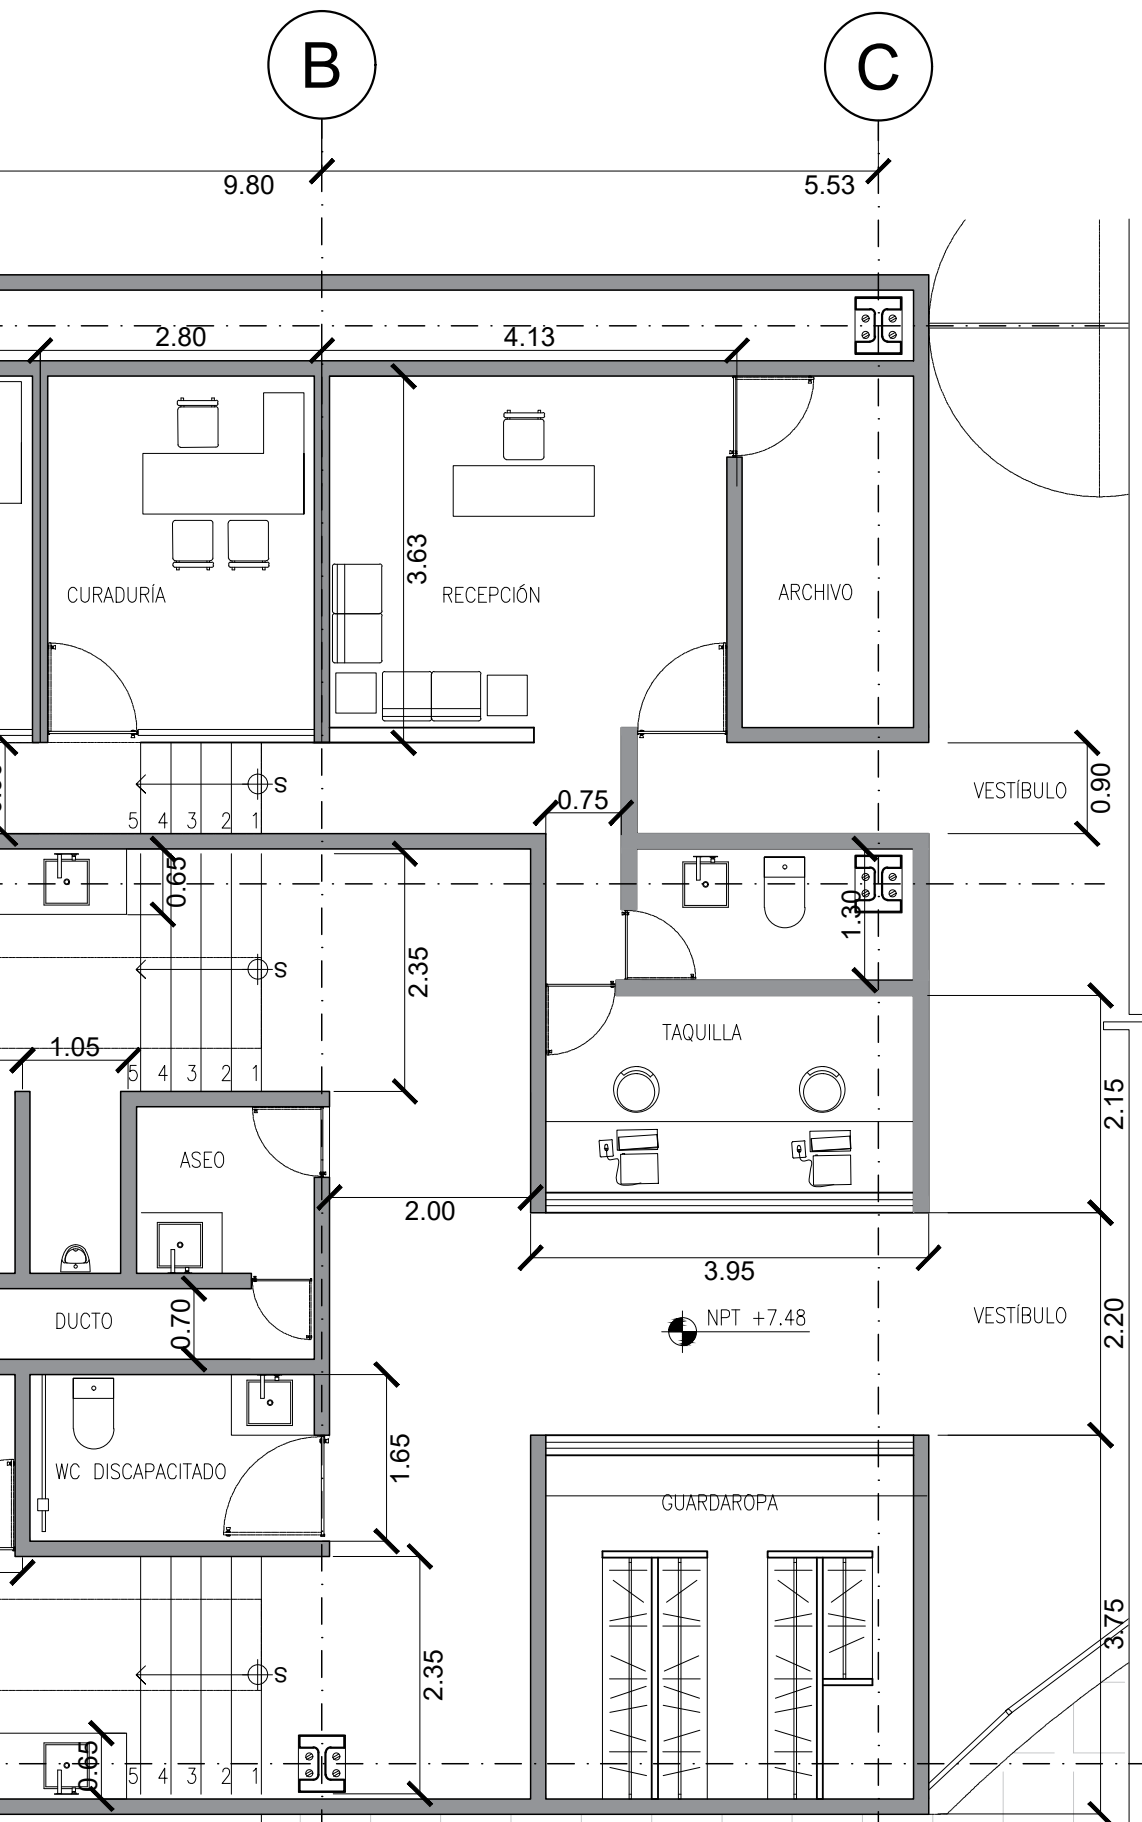 B
C
9.80
5.53
2.80
4.13
3.63
CURADURÍA
RECEPCIÓN
ARCHIVO
S
VESTÍBULO
0.90
0.75
5 4 3 2 1
0.65
1.30
2.35
S
TAQUILLA
1.05
5 4 3 2 1
2.15
ASEO
2.00
3.95
DUCTO
0.70
NPT +7.48
VESTÍBULO
2.20
1.65
WC DISCAPACITADO
GUARDAROPA
3.75
2.35
S
0.65
5 4 3 2 1